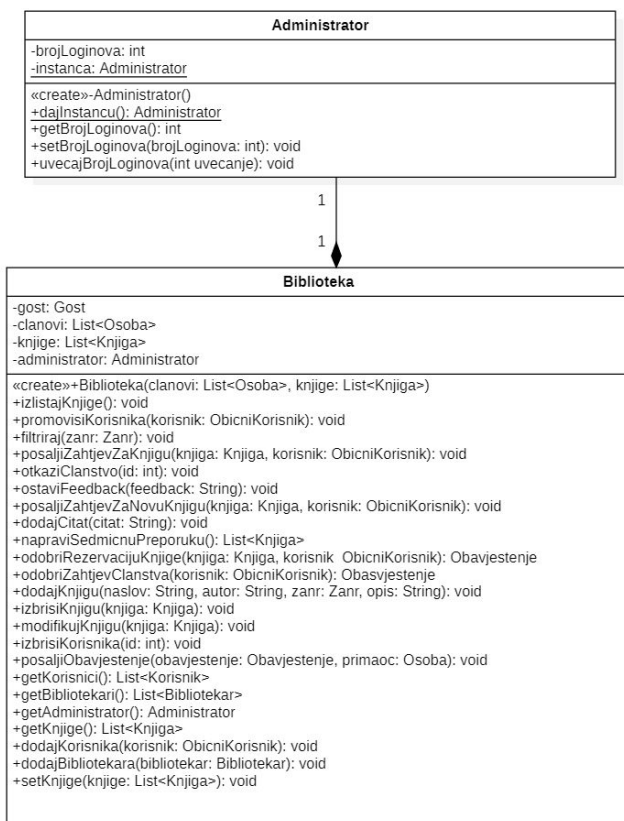 Administrator
-brojLoginova: int
-instanca: Administrator
«create»-Administrator()
+dajInstancu(): Administrator
+getBrojLoginova(): int
+setBrojLoginova(brojLoginova: int): void
+uvecajBrojLoginova(int uvecanje): void
1
1
Biblioteka
-gost: Gost
-clanovi: List<Osoba>
-knjige: List<Knjiga>
-administrator: Administrator
«create»+Biblioteka(clanovi: List<Osoba>, knjige: List<Knjiga>)
+izlistajKnjige(): void
+promovisiKorisnika(korisnik: ObicniKorisnik): void
+filtriraj(zanr: Zanr): void
+posaljiZahtjevZaKnjigu(knjiga: Knjiga, korisnik: ObicniKorisnik): void
+otkaziClanstvo(id: int): void
+ostaviFeedback(feedback: String): void
+posaljiZahtjevZaNovuKnjigu(knjiga: Knjiga, korisnik: ObicniKorisnik): void
+dodajCitat(citat: String): void
+napraviSedmicnuPreporuku(): List<Knjiga>
+odobriRezervacijuKnjige(knjiga: Knjiga, korisnik ObicniKorisnik): Obavjestenje
+odobriZahtjevClanstva(korisnik: ObicniKorisnik): Obasvjestenje
+dodajKnjigu(naslov: String, autor: String, zanr: Zanr, opis: String): void
+izbrisiKnjigu(knjiga: Knjiga): void
+modifikujKnjigu(knjiga: Knjiga): void
+izbrisiKorisnika(id: int): void
+posaljiObavjestenje(obavjestenje: Obavjestenje, primaoc: Osoba): void
+getKorisnici(): List<Korisnik>
+getBibliotekari(): List<Bibliotekar>
+getAdministrator(): Administrator
+getKnjige(): List<Knjiga>
+dodajKorisnika(korisnik: ObicniKorisnik): void
+dodajBibliotekara(bibliotekar: Bibliotekar): void
+setKnjige(knjige: List<Knjiga>): void